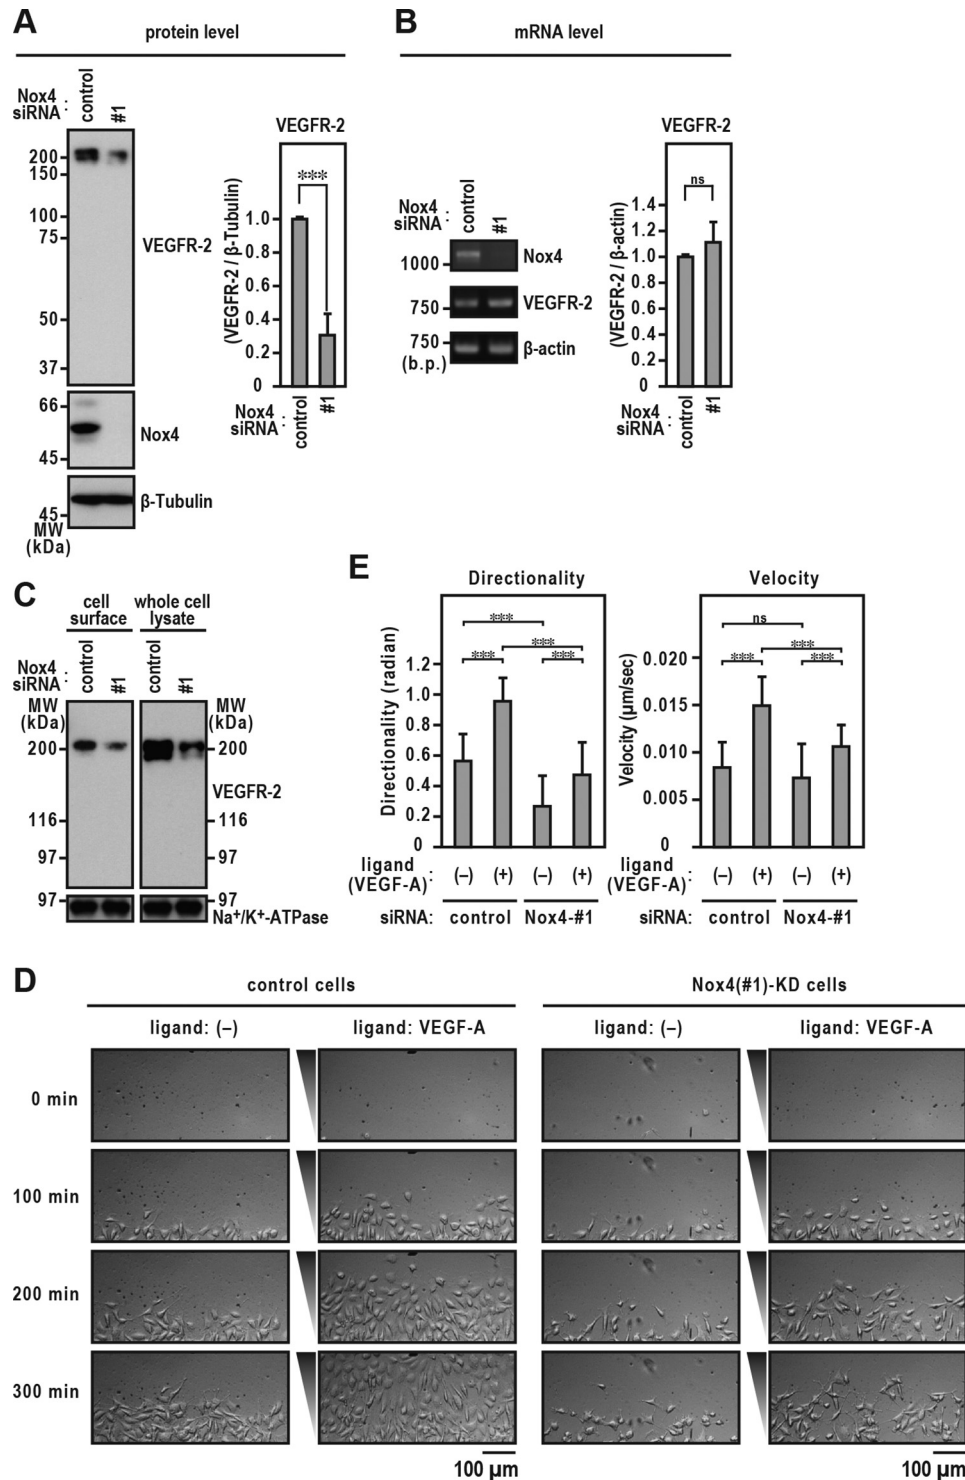 A
protein level
Nox4
siRNA :
control
#1
200
150
100
75
50
37
VEGFR-2
66
45
Nox4
45
β-Tubulin
MW
(kDa)
VEGFR-2
***
(VEGFR-2 / β-Tubulin)
1.0
0.8
0.6
0.4
0.2
0
Nox4
siRNA :
control
#1
B
mRNA level
Nox4
siRNA :
control
#1
1000
Nox4
750
VEGFR-2
750
(b.p.)
β-actin
VEGFR-2
ns
(VEGFR-2 / β-actin)
1.4
1.2
1.0
0.8
0.6
0.4
0.2
0
Nox4
siRNA :
control
#1
C
cell
surface
whole cell
lysate
Nox4
siRNA :
control
#1
control
#1
MW
(kDa)
MW
(kDa)
200
200
VEGFR-2
116
116
97
97
97
97
Na+/K+-ATPase
E
Directionality
***
***
***
***
Directionality (radian)
1.2
1.0
0.8
0.6
0.4
0.2
0
ligand
(VEGF-A) :
(–) (+) (–) (+)
siRNA: control Nox4-#1
Velocity
ns
***
***
***
Velocity (μm/sec)
0.020
0.015
0.010
0.005
0
ligand
(VEGF-A) :
(–) (+) (–) (+)
siRNA: control Nox4-#1
D
control cells
Nox4(#1)-KD cells
ligand: (–)
ligand: VEGF-A
ligand: (–)
ligand: VEGF-A
0 min
100 min
200 min
300 min
100 μm
100 μm